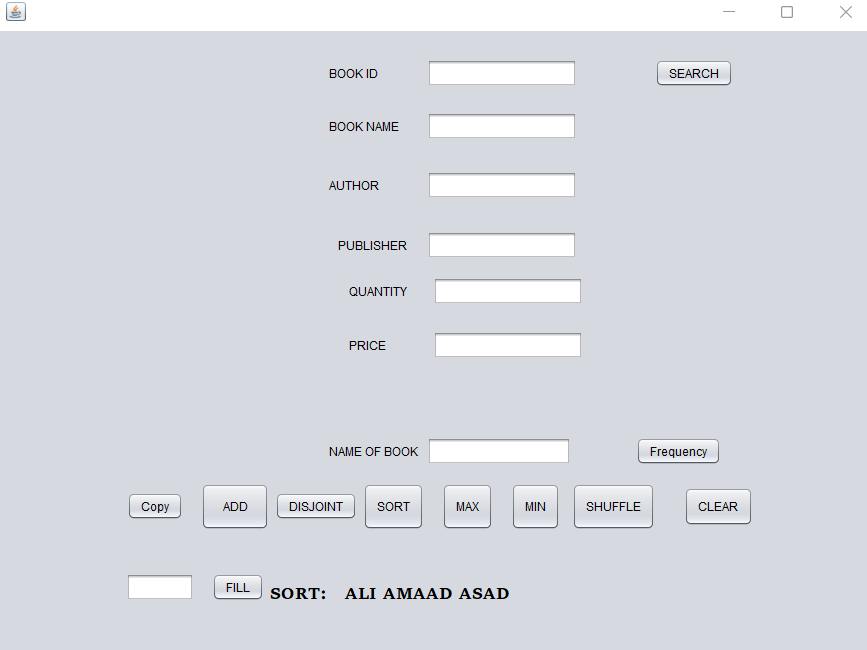 BOOK ID SEARCH
BOOK NAME
AUTHOR
PUBLISHER
QUANTITY
PRICE
NAME OF BOOK Frequency
Copy ADD DISJOINT SORT MAX MIN SHUFFLE CLEAR
FILL SORT: ALI AMAAD ASAD